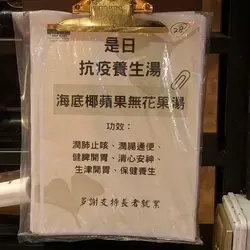 是日
抗疫養生湯
海底椰蘋果無花果湯
功效：
潤肺止咳、潤腸通便、
健脾開胃、清心安神、
生津開胃、保健養生
多謝支持長者就業